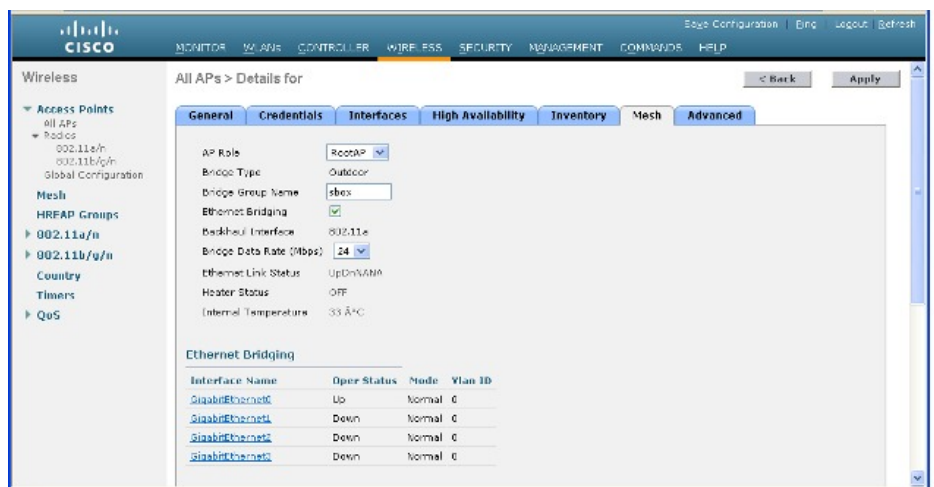 Save Configuration Ping Logout Refresh
CISCO
MONITOR WLANs CONTROLLER WIRELESS SECURITY MANAGEMENT COMMANDS HELP
Wireless
All APs > Details for
< Back Apply
Access Points
All APs
Radios
802.11a/n
802.11b/g/n
Global Configuration
Mesh
HREAP Groups
802.11a/n
802.11b/g/n
Country
Timers
QoS
General Credentials Interfaces High Availability Inventory Mesh Advanced
AP Role RootAP
Bridge Type Outdoor
Bridge Group Name sbox
Ethernet Bridging
Backhaul Interface 802.11a
Bridge Data Rate (Mbps) 24
Ethernet Link Status UpDnNANA
Heater Status OFF
Internal Temperature 33 Â°C
Ethernet Bridging
Interface Name Oper Status Mode Vlan ID
GigabitEthernet0 Up Normal 0
GigabitEthernet1 Down Normal 0
GigabitEthernet2 Down Normal 0
GigabitEthernet3 Down Normal 0